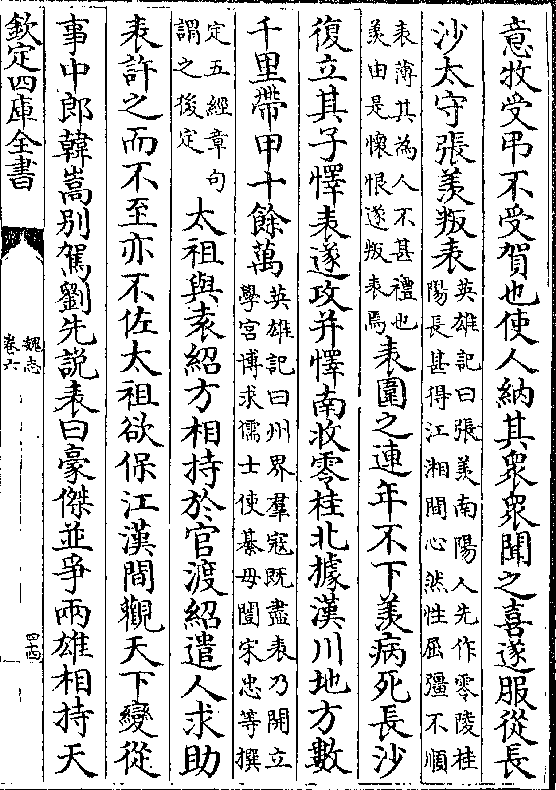 意牧受弔不受賀也使人納其衆衆聞之喜遂服從長
沙太守張羨叛表英雄記曰張羨南陽人先作零陵桂
陽長甚得江湘閒心然性屈彊不順
表薄其為人不甚禮也
羨由是懷恨遂叛表焉表圍之連年不下羨病死長沙
復立其子懌表遂攻并懌南收零桂北據漢川地方數
千里帶甲十餘萬英雄記曰州界羣寇既盡表乃開立
學官博求儒士使綦毋闓宋忠等撰
定五經章句
謂之後定太祖與袁紹方相持於官渡紹遣人求助
表許之而不至亦不佐太祖欲保江漢間觀天下變從
事中郎韓嵩別駕劉先説表曰豪傑並爭兩雄相持天
欽定四庫全書
魏志
卷六
四十四